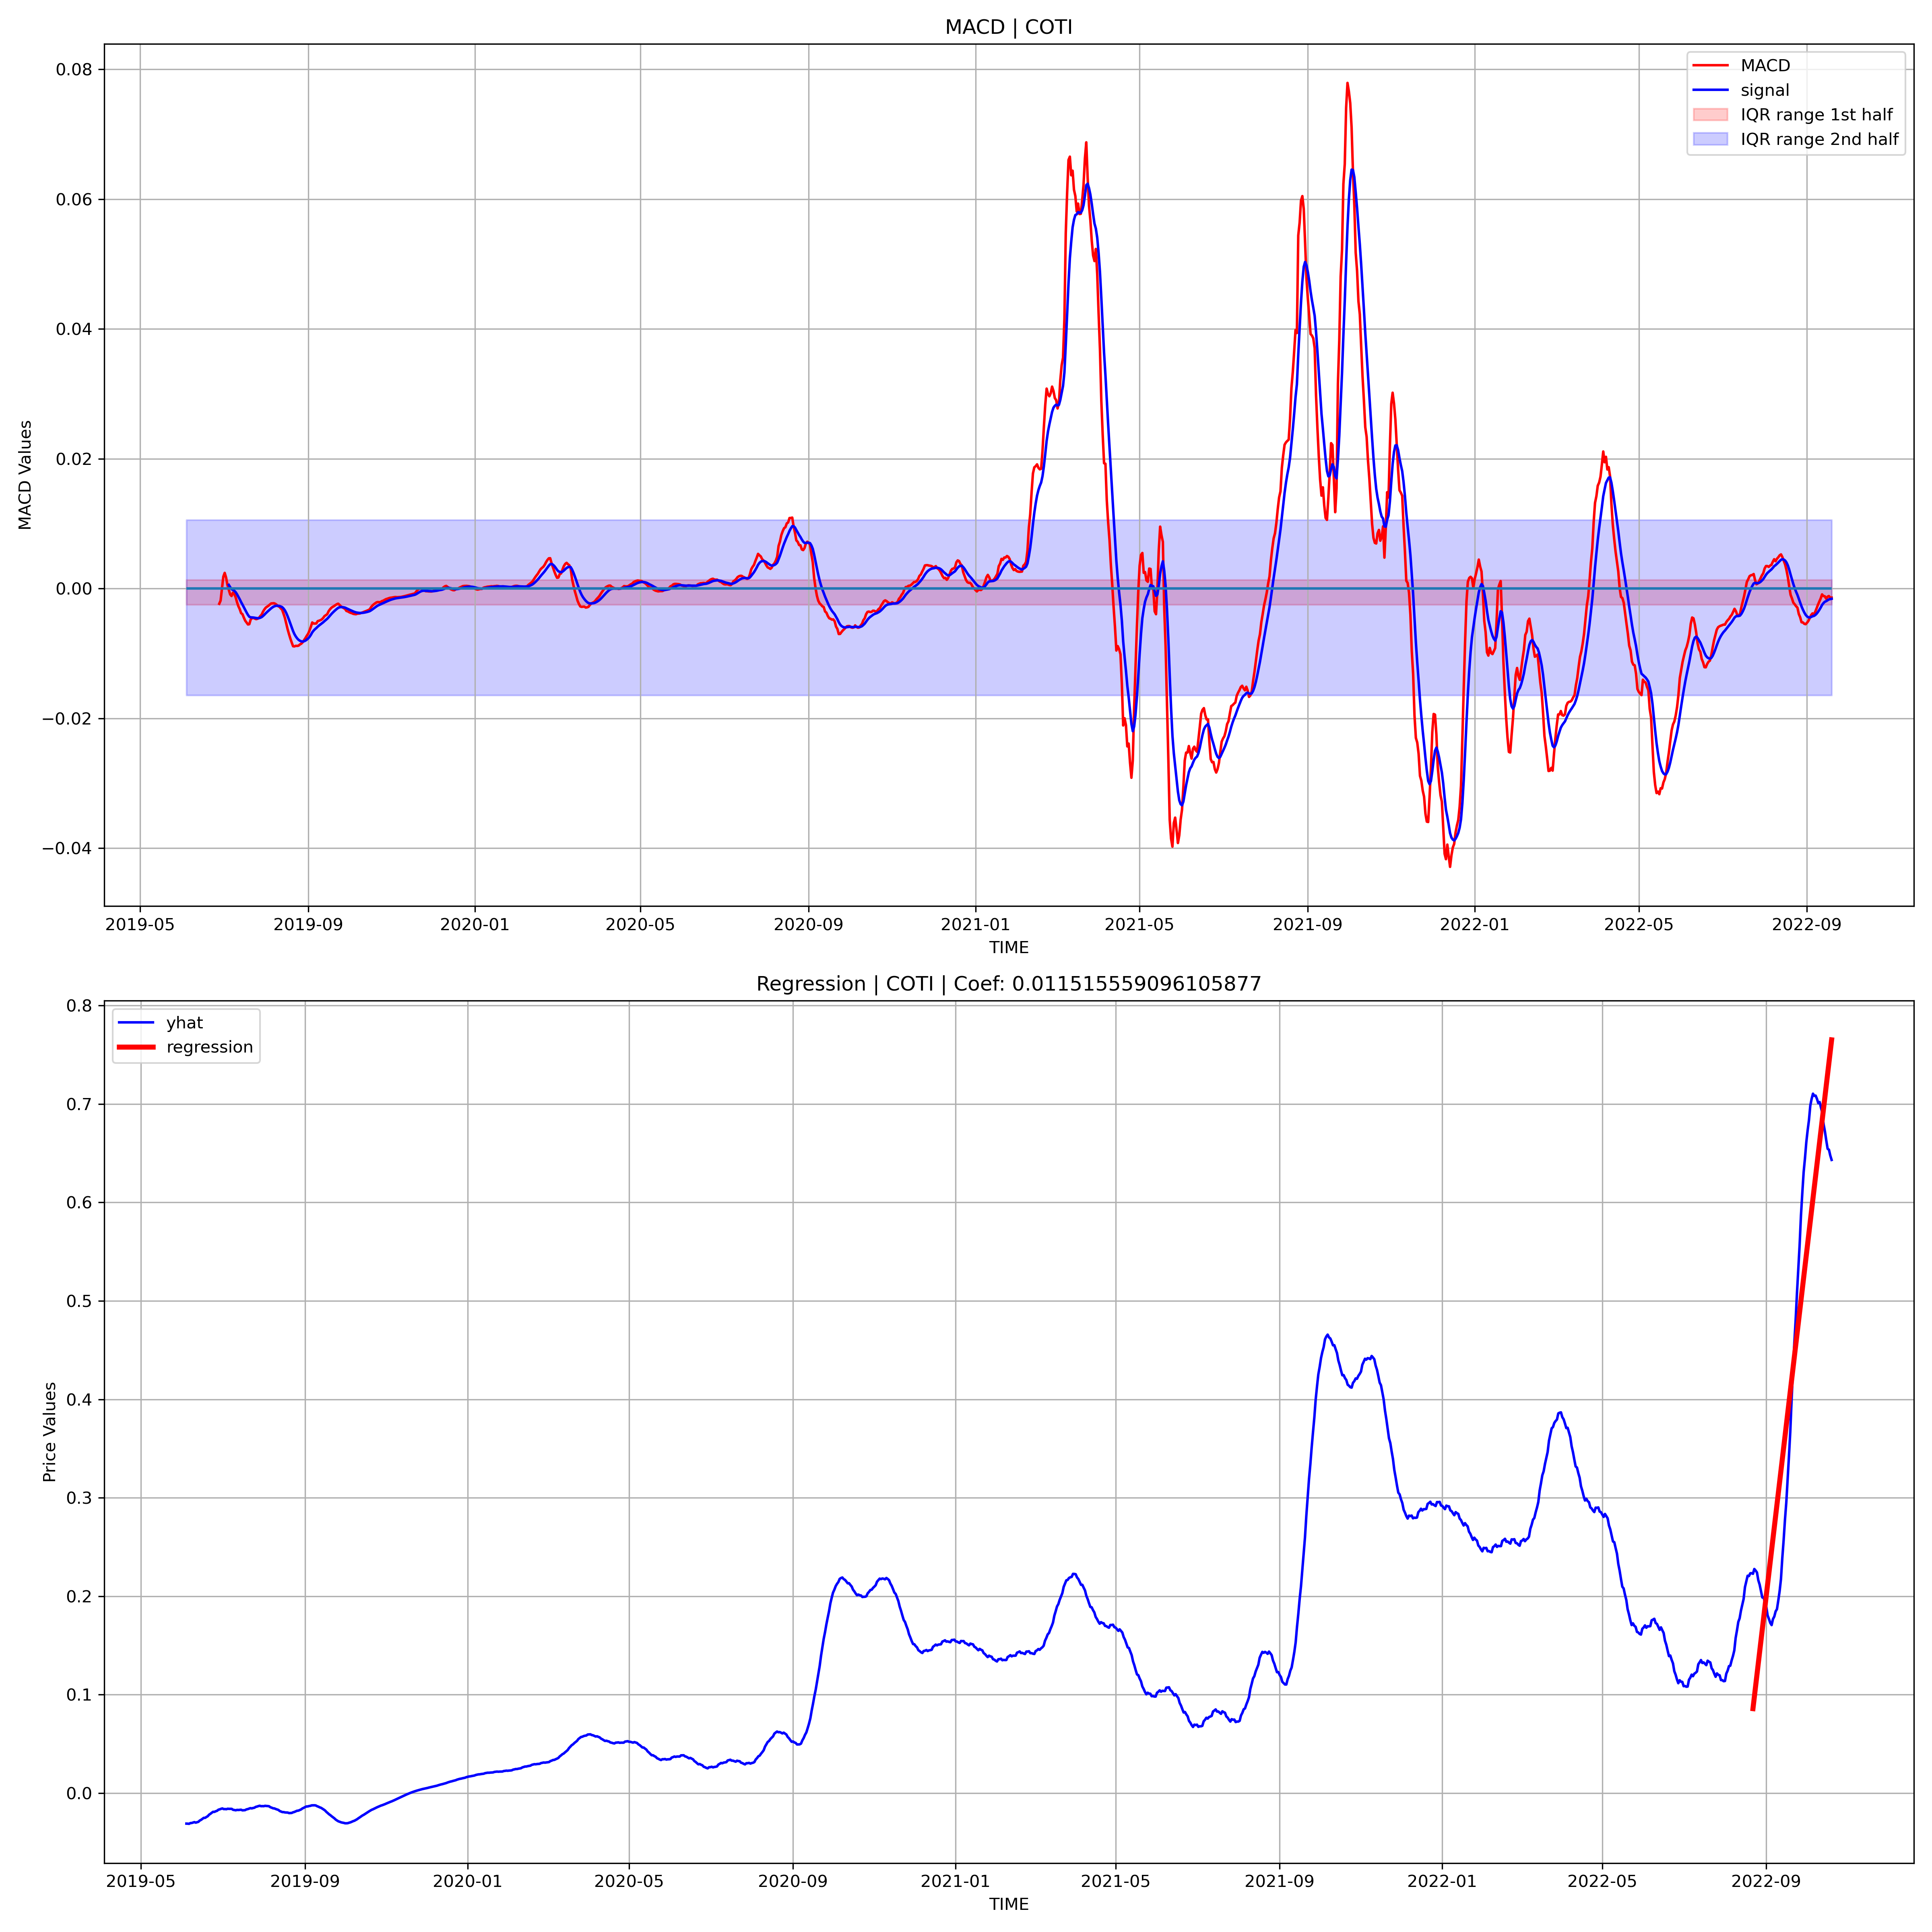 MACD | COTI
MACD
signal
IQR range 1st half
IQR range 2nd half
MACD Values
0.08
0.06
0.04
0.02
0.00
−0.02
−0.04
2019-05 2019-09 2020-01 2020-05 2020-09 2021-01 2021-05 2021-09 2022-01 2022-05 2022-09
TIME
Regression | COTI | Coef: 0.011515559096105877
yhat
regression
Price Values
0.8
0.7
0.6
0.5
0.4
0.3
0.2
0.1
0.0
2019-05 2019-09 2020-01 2020-05 2020-09 2021-01 2021-05 2021-09 2022-01 2022-05 2022-09
TIME